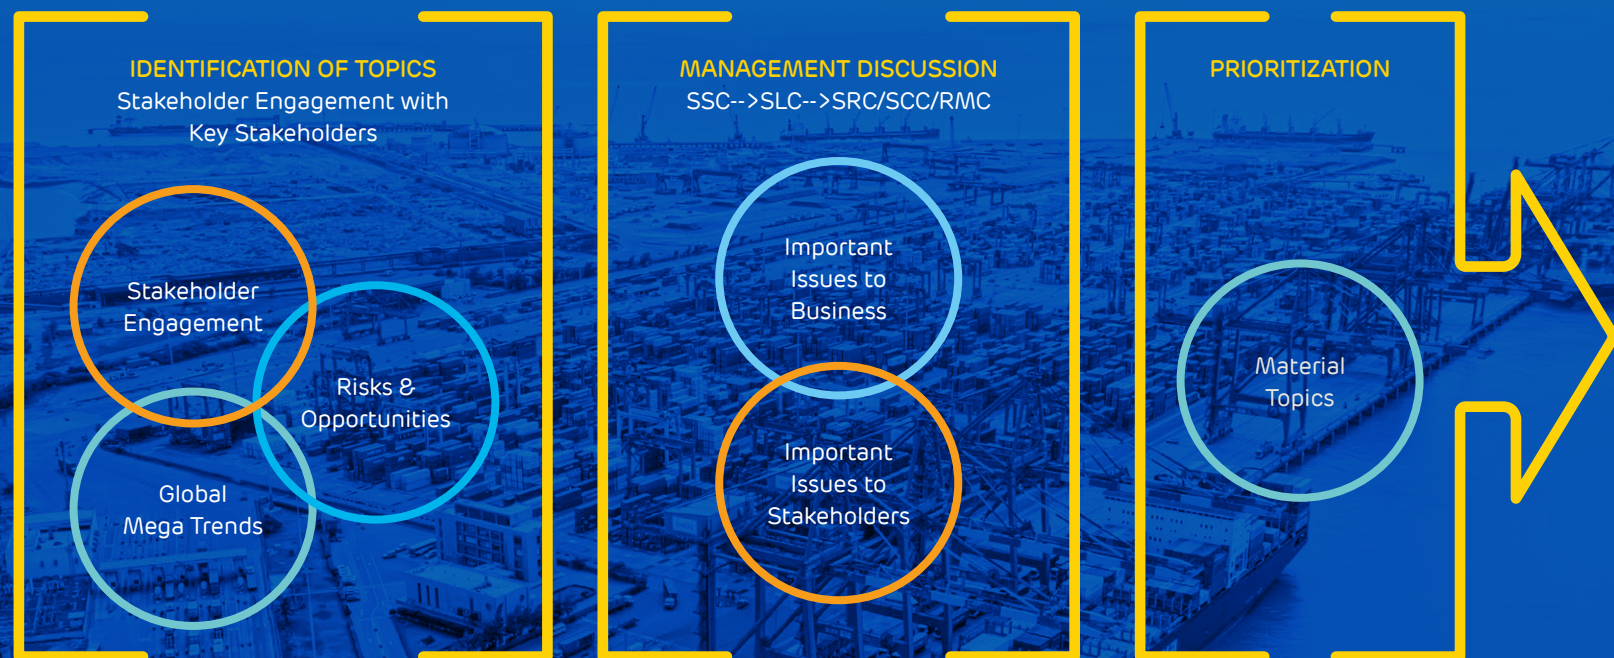 IDENTIFICATION OF TOPICS
Stakeholder Engagement with
Key Stakeholders
Stakeholder
Engagement
Risks &
Opportunities
Global
Mega Trends
MANAGEMENT DISCUSSION
SSC-->SLC-->SRC/SCC/RMC
Important
Issues to
Business
Important
Issues to
Stakeholders
PRIORITIZATION
Material
Topics